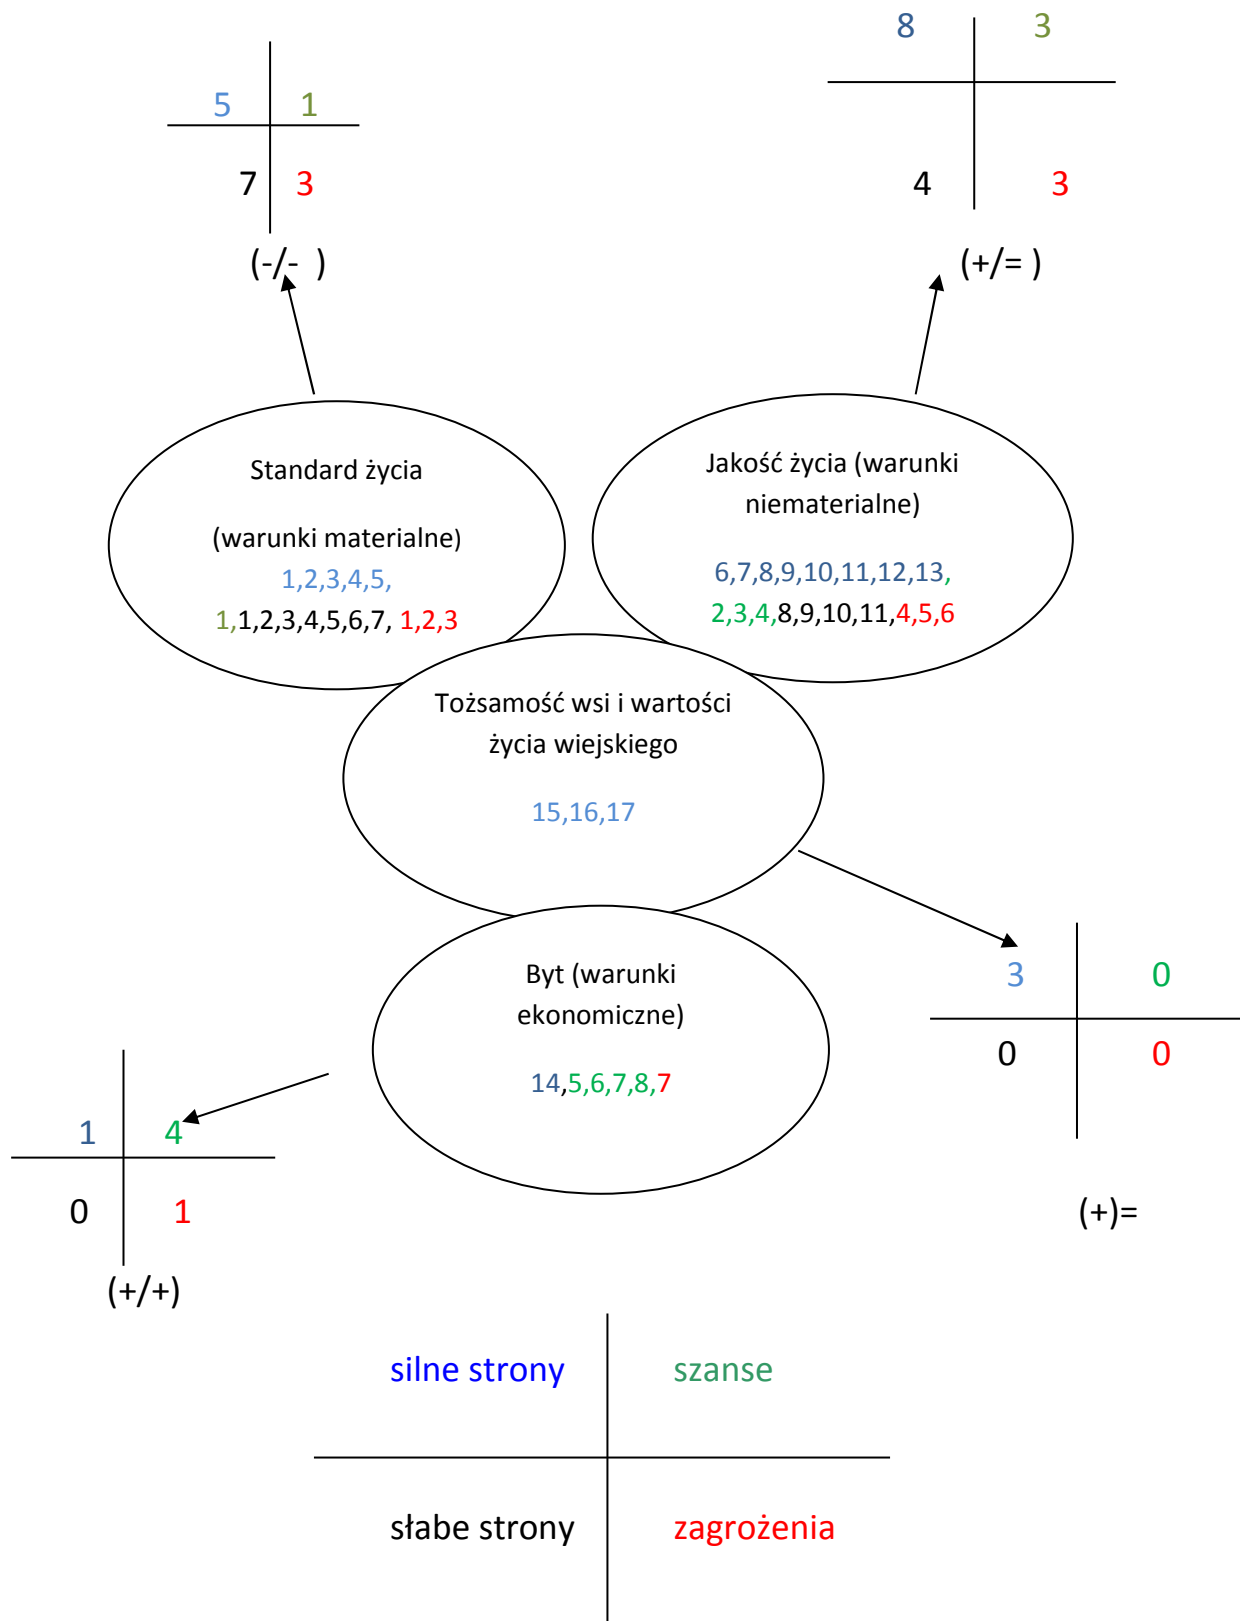 8 3
5 1
4 3
7 3
(-/- )
(+/= )
Standard życia
(warunki materialne)
1,2,3,4,5,
1,1,2,3,4,5,6,7, 1,2,3
Jakość życia (warunki
niematerialne)
6,7,8,9,10,11,12,13,
2,3,4,8,9,10,11,4,5,6
Tożsamość wsi i wartości
życia wiejskiego
15,16,17
Byt (warunki
ekonomiczne)
14,5,6,7,8,7
3 0
0 0
(+)=
1 4
0 1
(+/+)
silne strony szanse
słabe strony zagrożenia